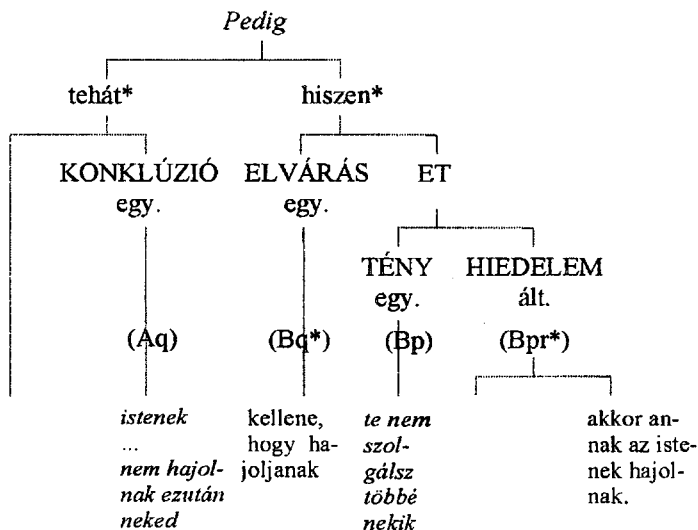 Pedig
tehát* hiszen*
KONKLÚZIÓ ELVÁRÁS ET
egy. egy.
TÉNY HIEDELEM
egy. ált.
(Aq) (Bq*) (Bp) (Bpr*)
istenek kellene, te nem akkor an-
... hogy ha- szol- nak az iste-
nem hajol- joljanak gálsz nek hajol-
nak ezután többé nak.
neked nekik